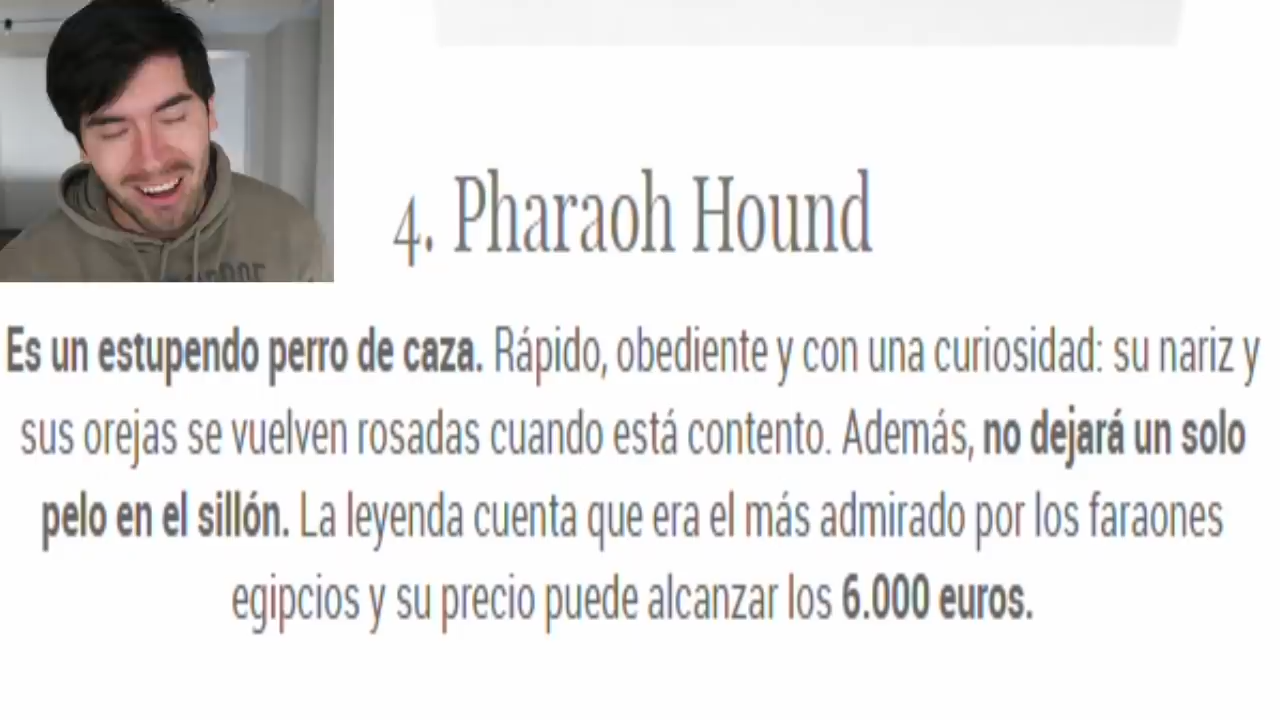 4. Pharaoh Hound
Es un estupendo perro de caza. Rápido, obediente y con una curiosidad: su nariz y
sus orejas se vuelven rosadas cuando está contento. Además, no dejará un solo
pelo en el sillón. La leyenda cuenta que era el más admirado por los faraones
egipcios y su precio puede alcanzar los 6.000 euros.